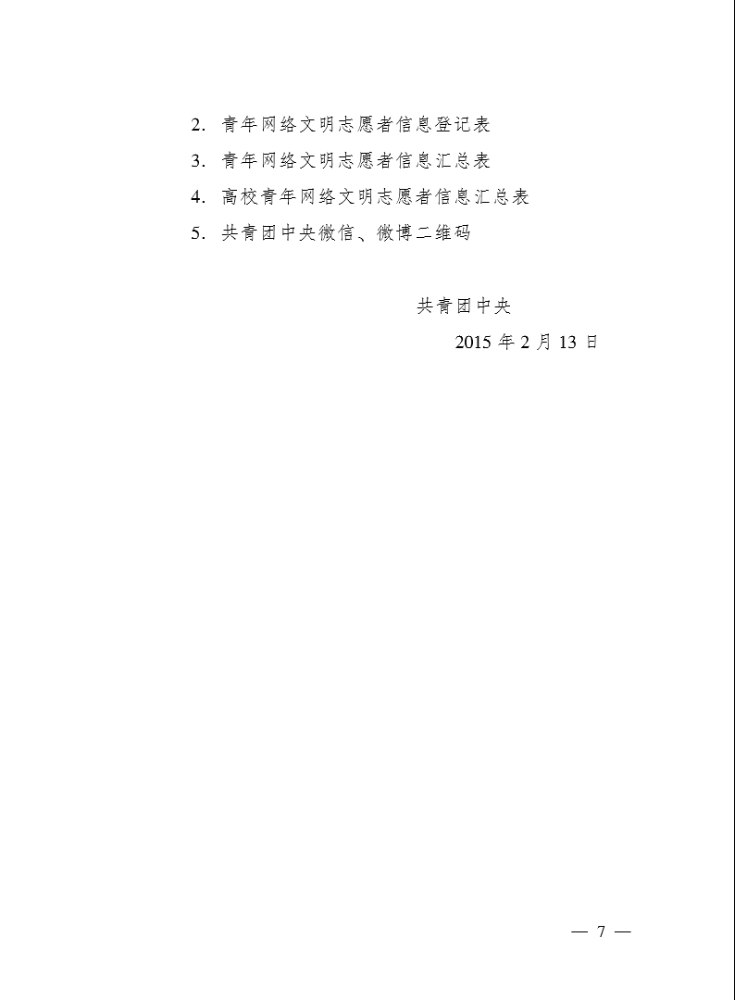 2. 青年网络文明志愿者信息登记表
3. 青年网络文明志愿者信息汇总表
4. 高校青年网络文明志愿者信息汇总表
5. 共青团中央微信、微博二维码
共青团中央
2015 年 2 月 13 日
— 7 —